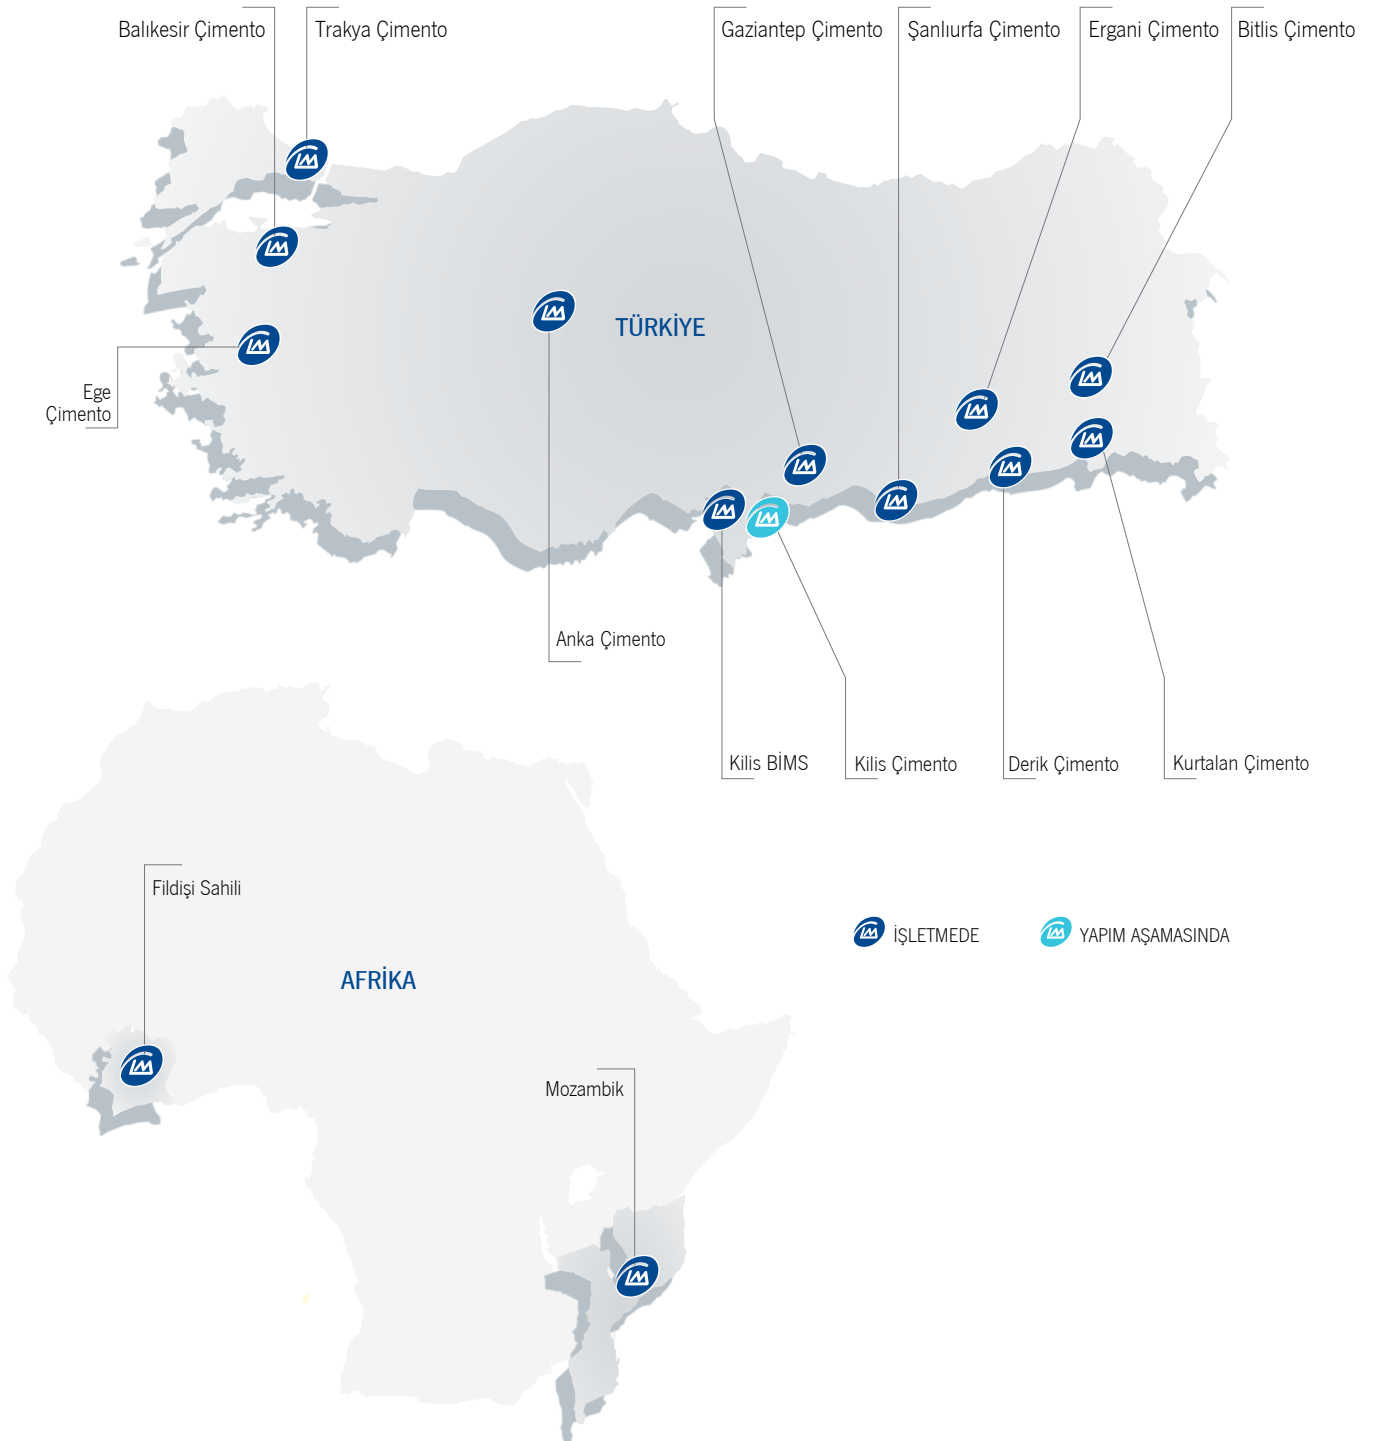 Balıkesir Çimento
Trakya Çimento
Gaziantep Çimento
Şanlıurfa Çimento
Ergani Çimento
Bitlis Çimento
TÜRKİYE
Ege
Çimento
Anka Çimento
Kilis BİMS
Kilis Çimento
Derik Çimento
Kurtalan Çimento
Fildişi Sahili
İŞLETMEDE
YAPIM AŞAMASINDA
AFRİKA
Mozambik